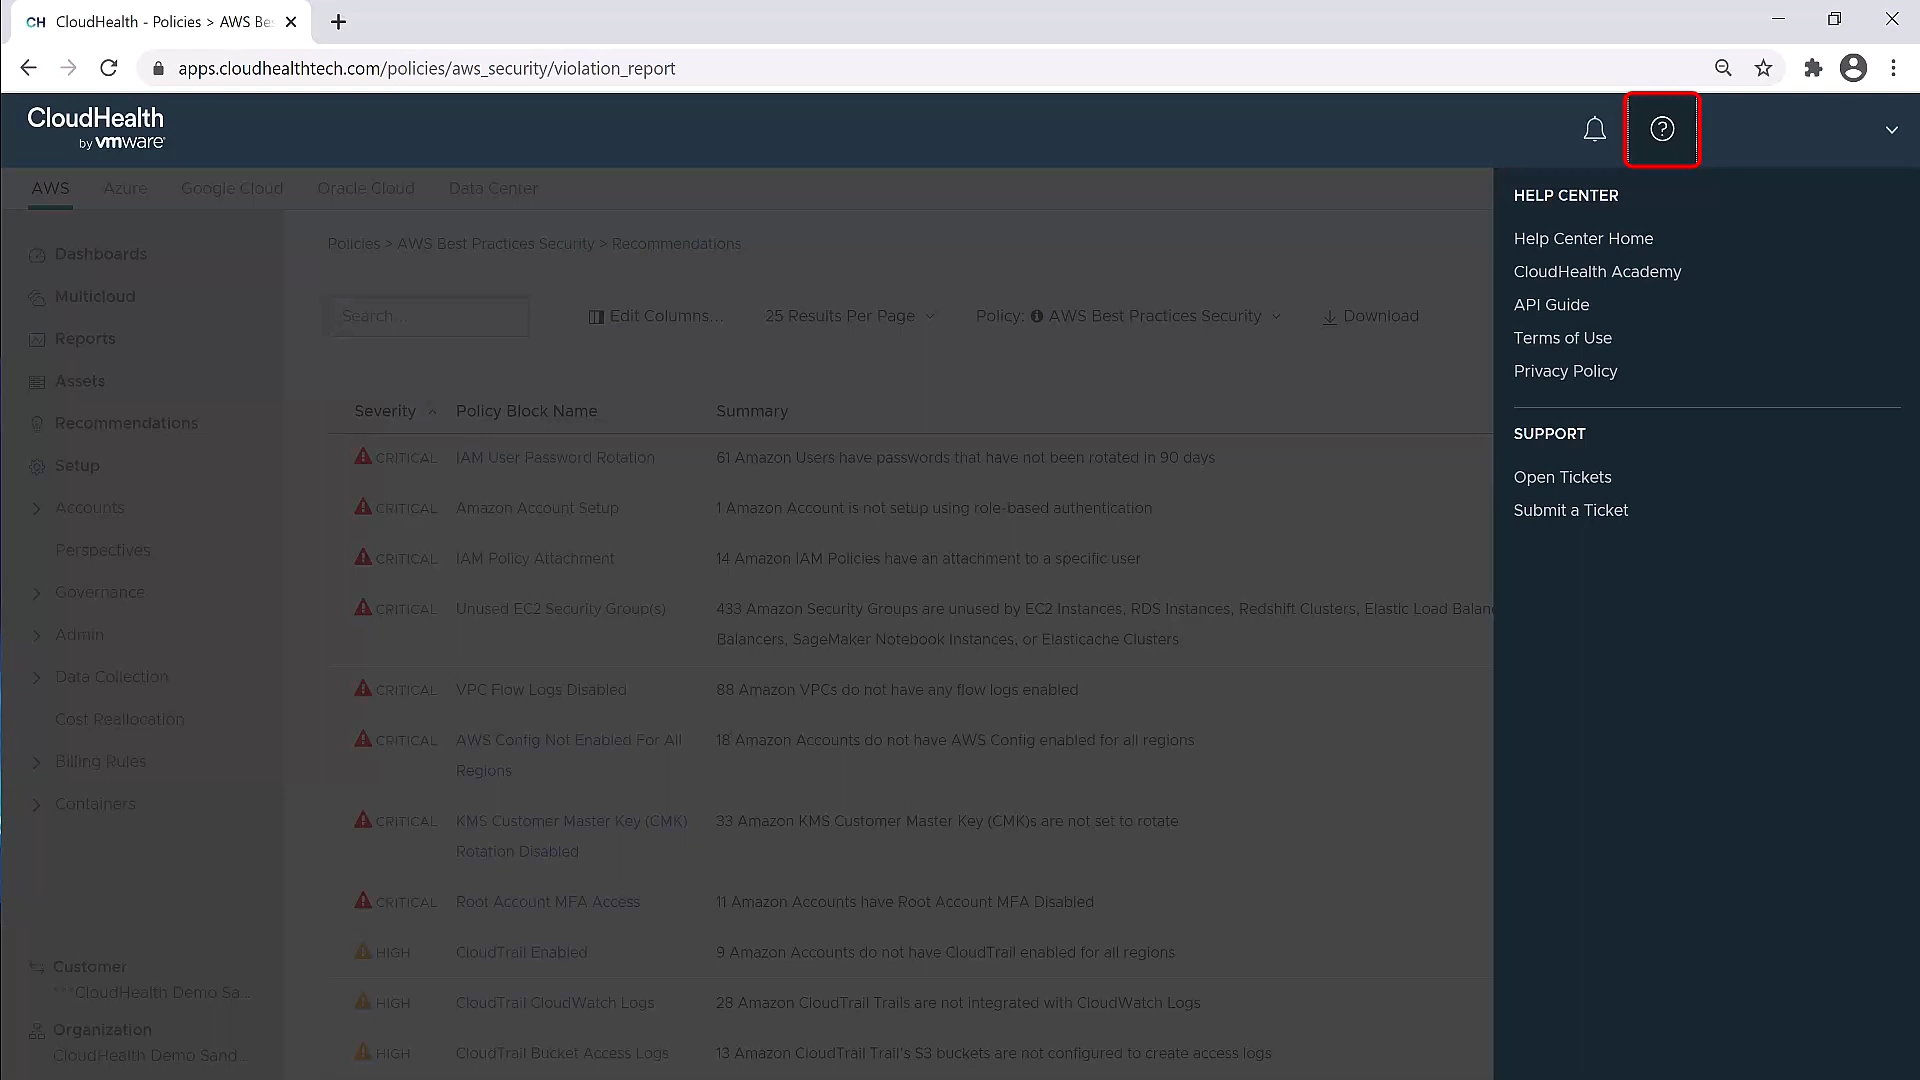 CH CloudHealth - Policies > AWS Be
apps.cloudhealthtech.com/policies/aws_security/violation_report
CloudHealth
by vmware
?
AWS Azure Google Cloud Oracle Cloud Data Center
Dashboards
Multicloud
Reports
Assets
Recommendations
Setup
Accounts
Perspectives
Governance
Admin
Data Collection
Cost Reallocation
Billing Rules
Containers
Customer
***CloudHealth Demo Sa...
Organization
CloudHealth Demo Sand...
Policies > AWS Best Practices Security > Recommendations
Search... Edit Columns... 25 Results Per Page Policy: AWS Best Practices Security Download
Severity Policy Block Name Summary
CRITICAL IAM User Password Rotation 61 Amazon Users have passwords that have not been rotated in 90 days
CRITICAL Amazon Account Setup 1 Amazon Account is not setup using role-based authentication
CRITICAL IAM Policy Attachment 14 Amazon IAM Policies have an attachment to a specific user
CRITICAL Unused EC2 Security Group(s) 433 Amazon Security Groups are unused by EC2 Instances, RDS Instances, Redshift Clusters, Elastic Load Balan
Balancers, SageMaker Notebook Instances, or Elasticache Clusters
CRITICAL VPC Flow Logs Disabled 88 Amazon VPCs do not have any flow logs enabled
CRITICAL AWS Config Not Enabled For All 18 Amazon Accounts do not have AWS Config enabled for all regions
Regions
CRITICAL KMS Customer Master Key (CMK) 33 Amazon KMS Customer Master Key (CMK)s are not set to rotate
Rotation Disabled
CRITICAL Root Account MFA Access 11 Amazon Accounts have Root Account MFA Disabled
HIGH CloudTrail Enabled 9 Amazon Accounts do not have CloudTrail enabled for all regions
HIGH CloudTrail CloudWatch Logs 28 Amazon CloudTrail Trails are not integrated with CloudWatch Logs
HIGH CloudTrail Bucket Access Logs 13 Amazon CloudTrail Trail's S3 buckets are not configured to create access logs
HELP CENTER
Help Center Home
CloudHealth Academy
API Guide
Terms of Use
Privacy Policy
SUPPORT
Open Tickets
Submit a Ticket